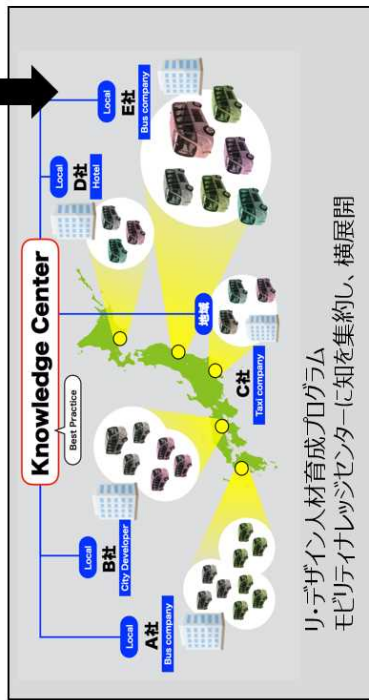 Knowledge Center
Best Practice
Local
A社
Bus company
Local
B社
City Developer
地域
C社
Taxi company
Local
D社
Hotel
Local
E社
Bus company
リ・デザイン人材育成プログラム
モビリティナレッジセンターに知を集約し、横展開